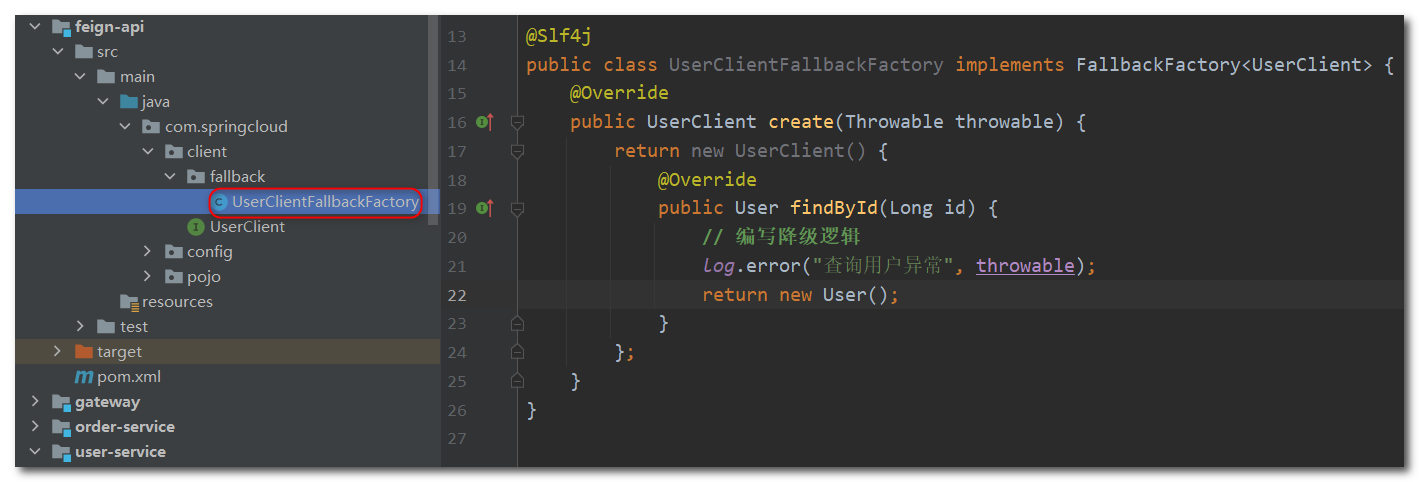 feign-api
src
main
java
com.springcloud
client
fallback
UserClientFallbackFactory
UserClient
config
pojo
resources
test
target
pom.xml
gateway
order-service
user-service
13 @Slf4j
14 public class UserClientFallbackFactory implements FallbackFactory<UserClient> {
15 @Override
16 public UserClient create(Throwable throwable) {
17 return new UserClient() {
18 @Override
19 public User findById(Long id) {
20 // 编写降级逻辑
21 log.error("查询用户异常", throwable);
22 return new User();
23 }
24 };
25 }
26 }
27